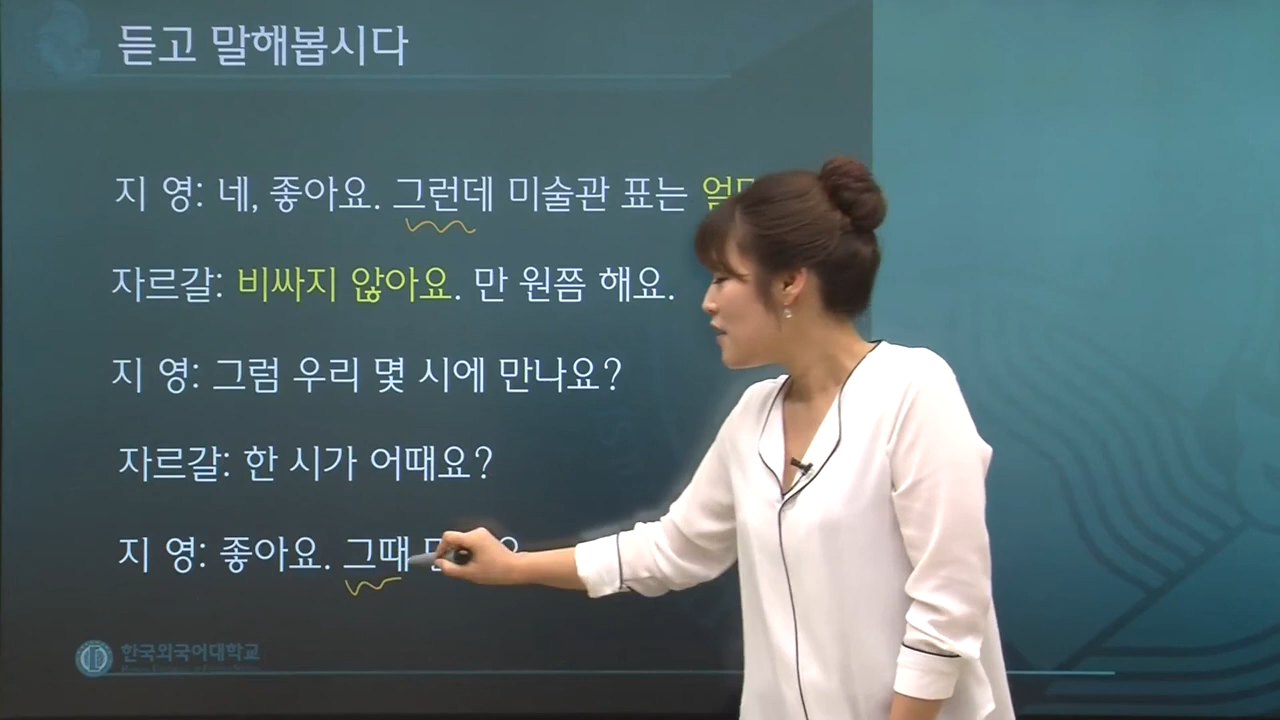 듣고 말해봅시다
지 영: 네, 좋아요. 그런데 미술관 표는
자르갈: 비싸지 않아요. 만 원쯤 해요.
지 영: 그럼 우리 몇 시에 만나요?
자르갈: 한 시가 어때요?
지 영: 좋아요. 그때
한국외국어대학교